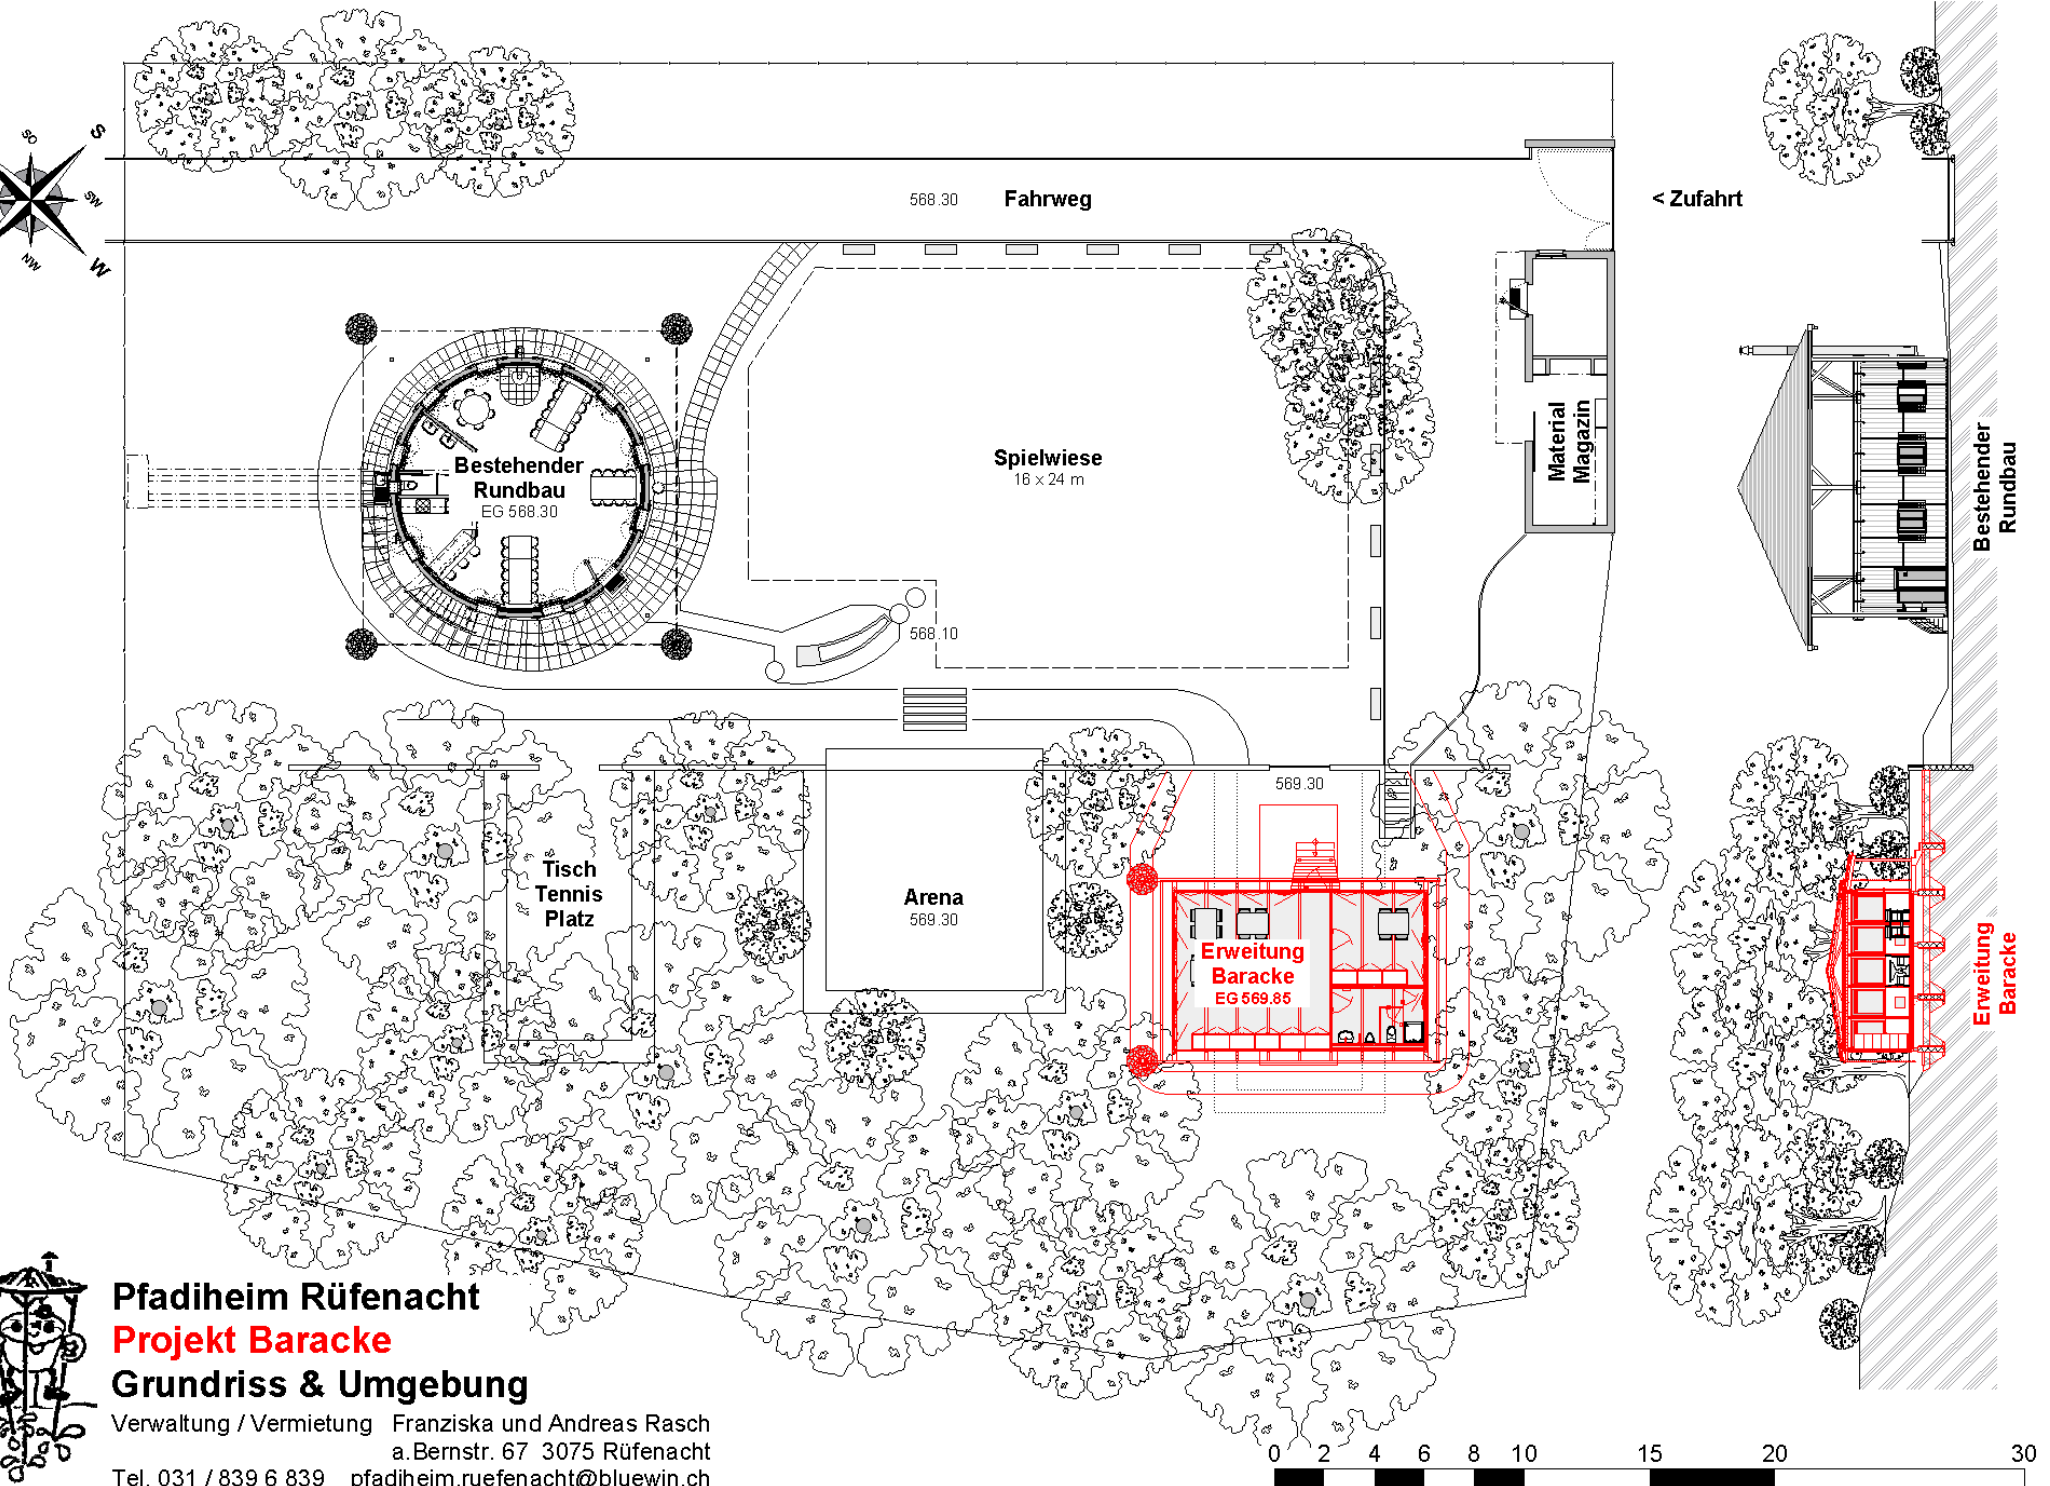 SO
S
SW
W
NW
568.30
Fahrweg
< Zufahrt
Bestehender
Rundbau
EG 568.30
Spielwiese
16 x 24 m
Material
Magazin
Bestehender
Rundbau
568.10
569.30
Tisch
Tennis
Platz
Arena
569.30
Erweitung
Baracke
EG 569.85
Erweitung
Baracke
Pfadiheim Rüfenacht
Projekt Baracke
Grundriss & Umgebung
Verwaltung / Vermietung Franziska und Andreas Rasch
a.Bernstr. 67 3075 Rüfenacht
Tel. 031 / 839 6 839 pfadiheim.ruefenacht@bluewin.ch
0 2 4 6 8 10 15 20 30